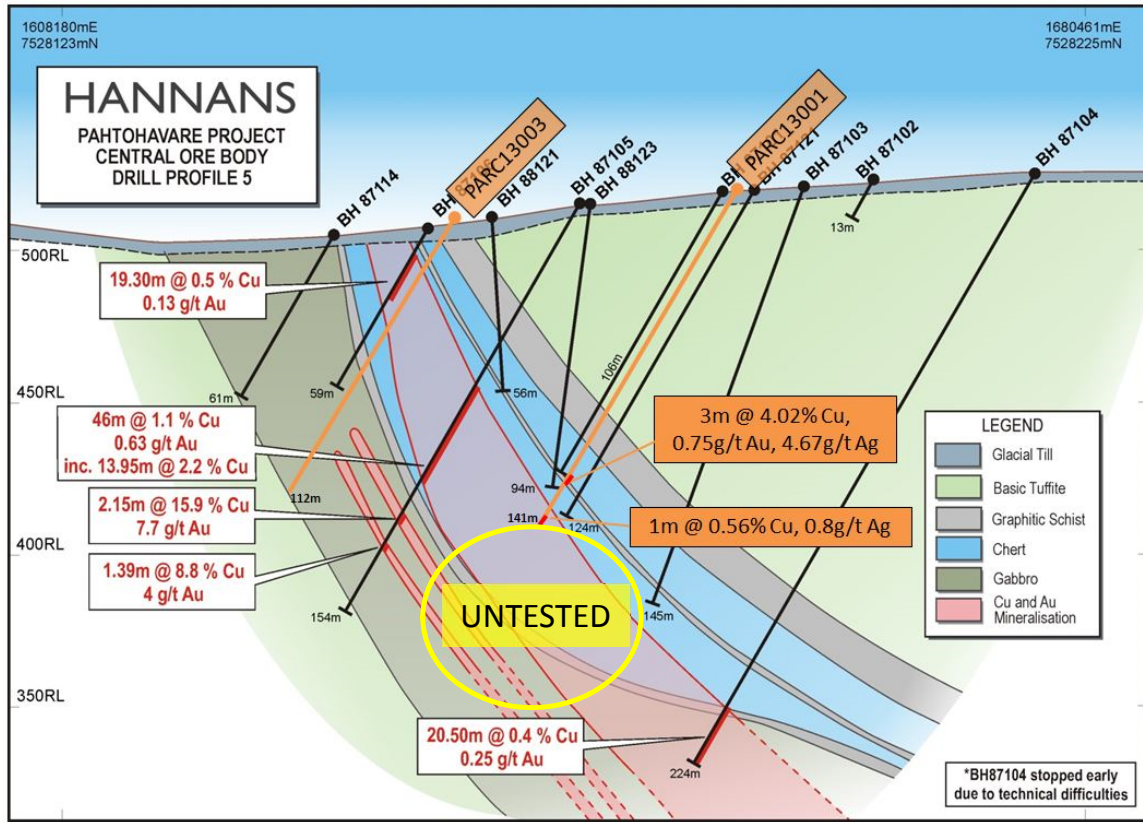 1608180mE
7528123mN
1680461mE
7528225mN
HANNANS
PAHTOHAVARE PROJECT
CENTRAL ORE BODY
DRILL PROFILE 5
BH 87114
BH
PARC13003
BH 88121
BH 87105
BH 88123
BH
PARC13001
BH 87121
BH 87103
BH 87102
BH 87104
13m
500RL
450RL
400RL
350RL
19.30m @ 0.5 % Cu
0.13 g/t Au
61m
59m
56m
106m
46m @ 1.1 % Cu
0.63 g/t Au
inc. 13.95m @ 2.2 % Cu
3m @ 4.02% Cu,
0.75g/t Au, 4.67g/t Ag
94m
112m
141m
124m
2.15m @ 15.9 % Cu
7.7 g/t Au
1m @ 0.56% Cu, 0.8g/t Ag
1.39m @ 8.8 % Cu
4 g/t Au
154m
145m
UNTESTED
20.50m @ 0.4 % Cu
0.25 g/t Au
224m
LEGEND
Glacial Till
Basic Tuffite
Graphitic Schist
Chert
Gabbro
Cu and Au
Mineralisation
*BH87104 stopped early
due to technical difficulties